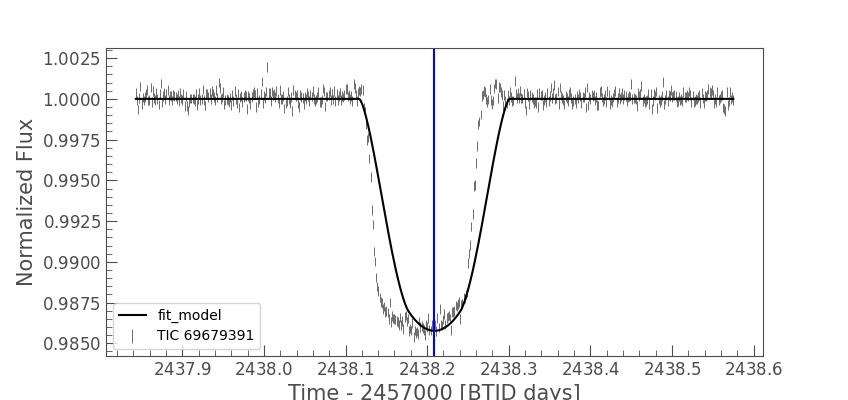 1.0025
1.0000
0.9975
0.9950
0.9925
0.9900
0.9875
0.9850
Normalized Flux
fit_model
TIC 69679391
2437.9 2438.0 2438.1 2438.2 2438.3 2438.4 2438.5 2438.6
Time - 2457000 [BTJD days]